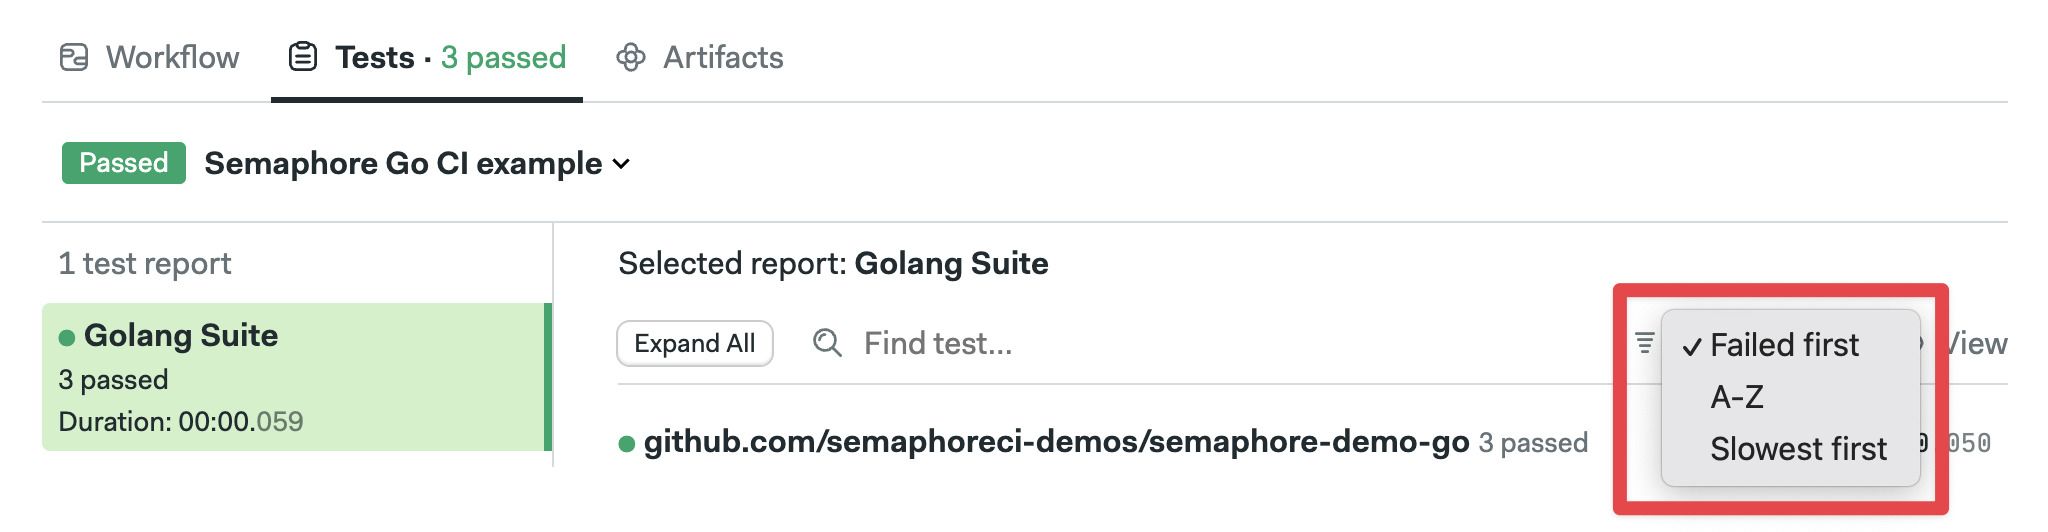 Workflow
Tests · 3 passed
Artifacts
Passed
Semaphore Go CI example
1 test report
Golang Suite
3 passed
Duration: 00:00.059
Selected report: Golang Suite
Expand All
Find test...
✓ Failed first
A-Z
Slowest first
View
github.com/semaphoreci-demos/semaphore-demo-go 3 passed
050